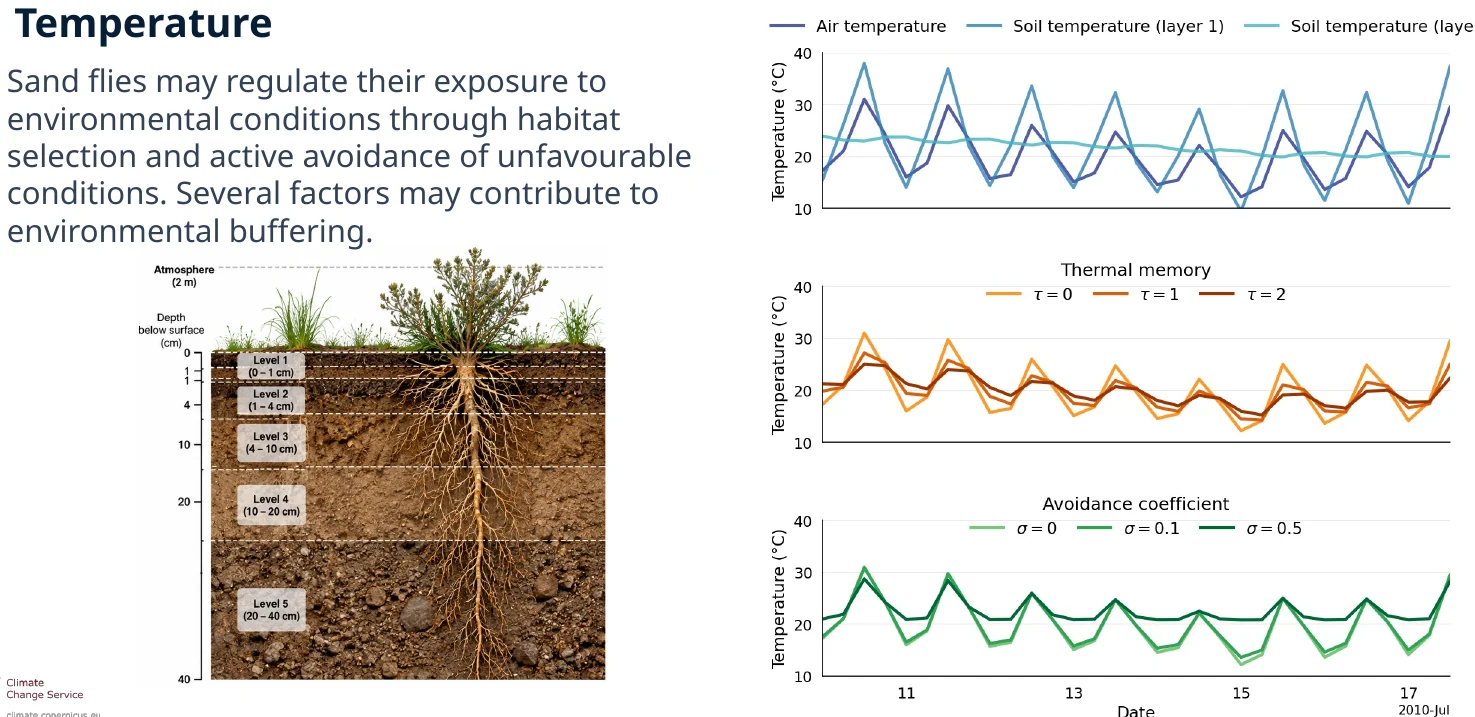 Temperature
Sand flies may regulate their exposure to
environmental conditions through habitat
selection and active avoidance of unfavourable
conditions. Several factors may contribute to
environmental buffering.
Atmosphere
(2 m)
Depth
below surface
(cm)
0
1
1
4
10
20
40
Level 1
(0 – 1 cm)
Level 2
(1 – 4 cm)
Level 3
(4 – 10 cm)
Level 4
(10 – 20 cm)
Level 5
(20 – 40 cm)
Climate
Change Service
climate.copernicus.eu
Air temperature Soil temperature (layer 1) Soil temperature (laye
Temperature (°C)
40
30
20
10
Thermal memory
τ = 0 τ = 1 τ = 2
Temperature (°C)
40
30
20
10
Avoidance coefficient
σ = 0 σ = 0.1 σ = 0.5
Temperature (°C)
40
30
20
10
11 13 15 17
2010-Jul
Date